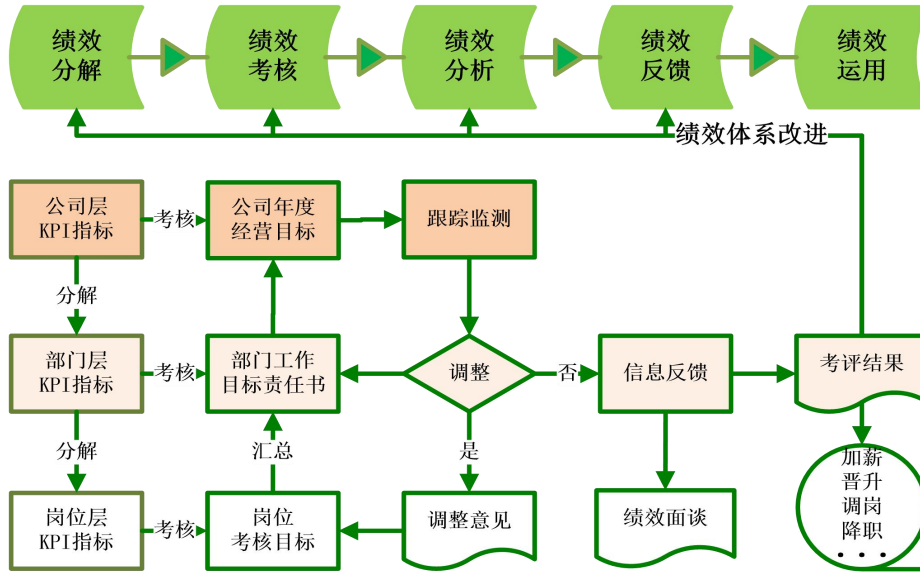 绩效
分解
绩效
考核
绩效
分析
绩效
反馈
绩效
运用
绩效体系改进
公司层
KPI指标
考核
公司年度
经营目标
跟踪监测
分解
部门层
KPI指标
考核
部门工作
目标责任书
调整
否
信息反馈
考评结果
分解
汇总
是
岗位层
KPI指标
考核
岗位
考核目标
调整意见
绩效面谈
加薪
晋升
调岗
降职
...